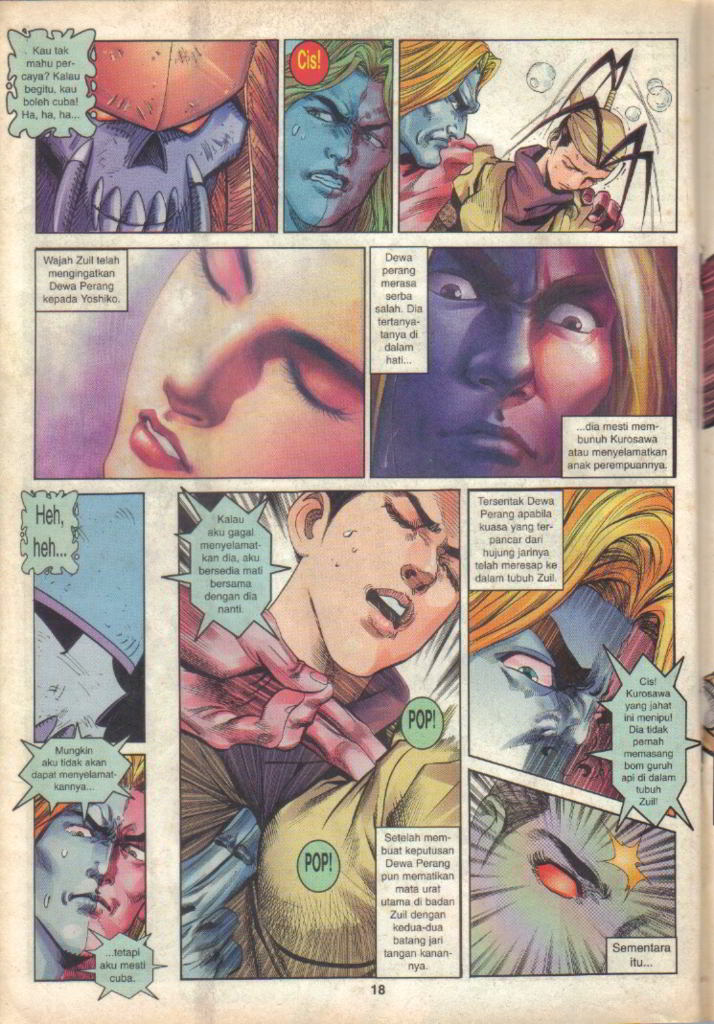 Kau tak
mahu per-
caya? Kalau
begitu, kau
boleh cuba!
Ha, ha, ha...
Cis!
Wajah Zuil telah
mengingatkan
Dewa Perang
kepada Yoshiko.
Dewa
perang
merasa
serba
salah. Dia
tertanya-
tanya di
dalam
hati...
...dia mesti mem-
bunuh Kurosawa
atau menyelamatkan
anak perempuannya.
Heh,
heh...
Mungkin
aku tidak akan
dapat menyelamat-
kannya...
...tetapi
aku mesti
cuba.
Kalau
aku gagal
menyelamat-
kan dia, aku
bersedia mati
bersama
dengan dia
nanti.
POP!
POP!
Setelah mem-
buat keputusan
Dewa Perang
pun mematikan
mata urat
utama di badan
Zuil dengan
kedua-dua
batang jari
tangan kanan-
nya.
Tersentak Dewa
Perang apabila
kuasa yang ter-
pancar dari
hujung jarinya
telah meresap ke
dalam tubuh Zuil.
Cis!
Kurosawa
yang jahat
ini menipu!
Dia tidak
pernah
memasang
bom guruh
api di dalam
tubuh
Zuil!
Sementara
itu...
18